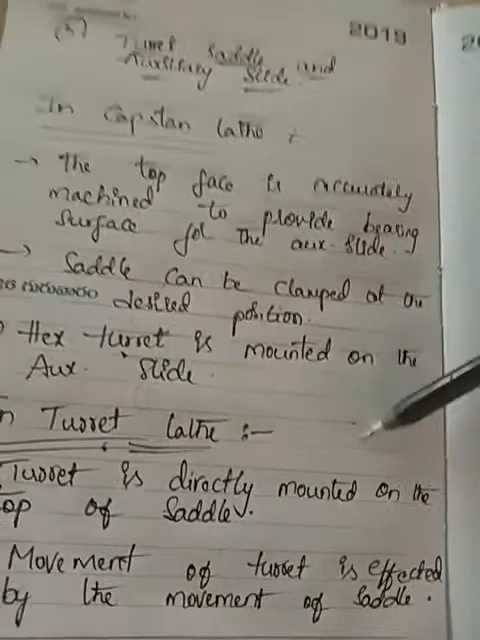 2019
(5) Turret Saddle and
Auxiliary Slide.
In Capstan lathe :
→ The top face is accurately
machined to provide bearing
surface for the aux. slide.
→ Saddle can be clamped at
desired position.
Hex turret is mounted on the
Aux. Slide.
n Turret lathe :-
Turret is directly mounted on the
top of Saddle.
Movement of turret is effected
by the movement of Saddle.